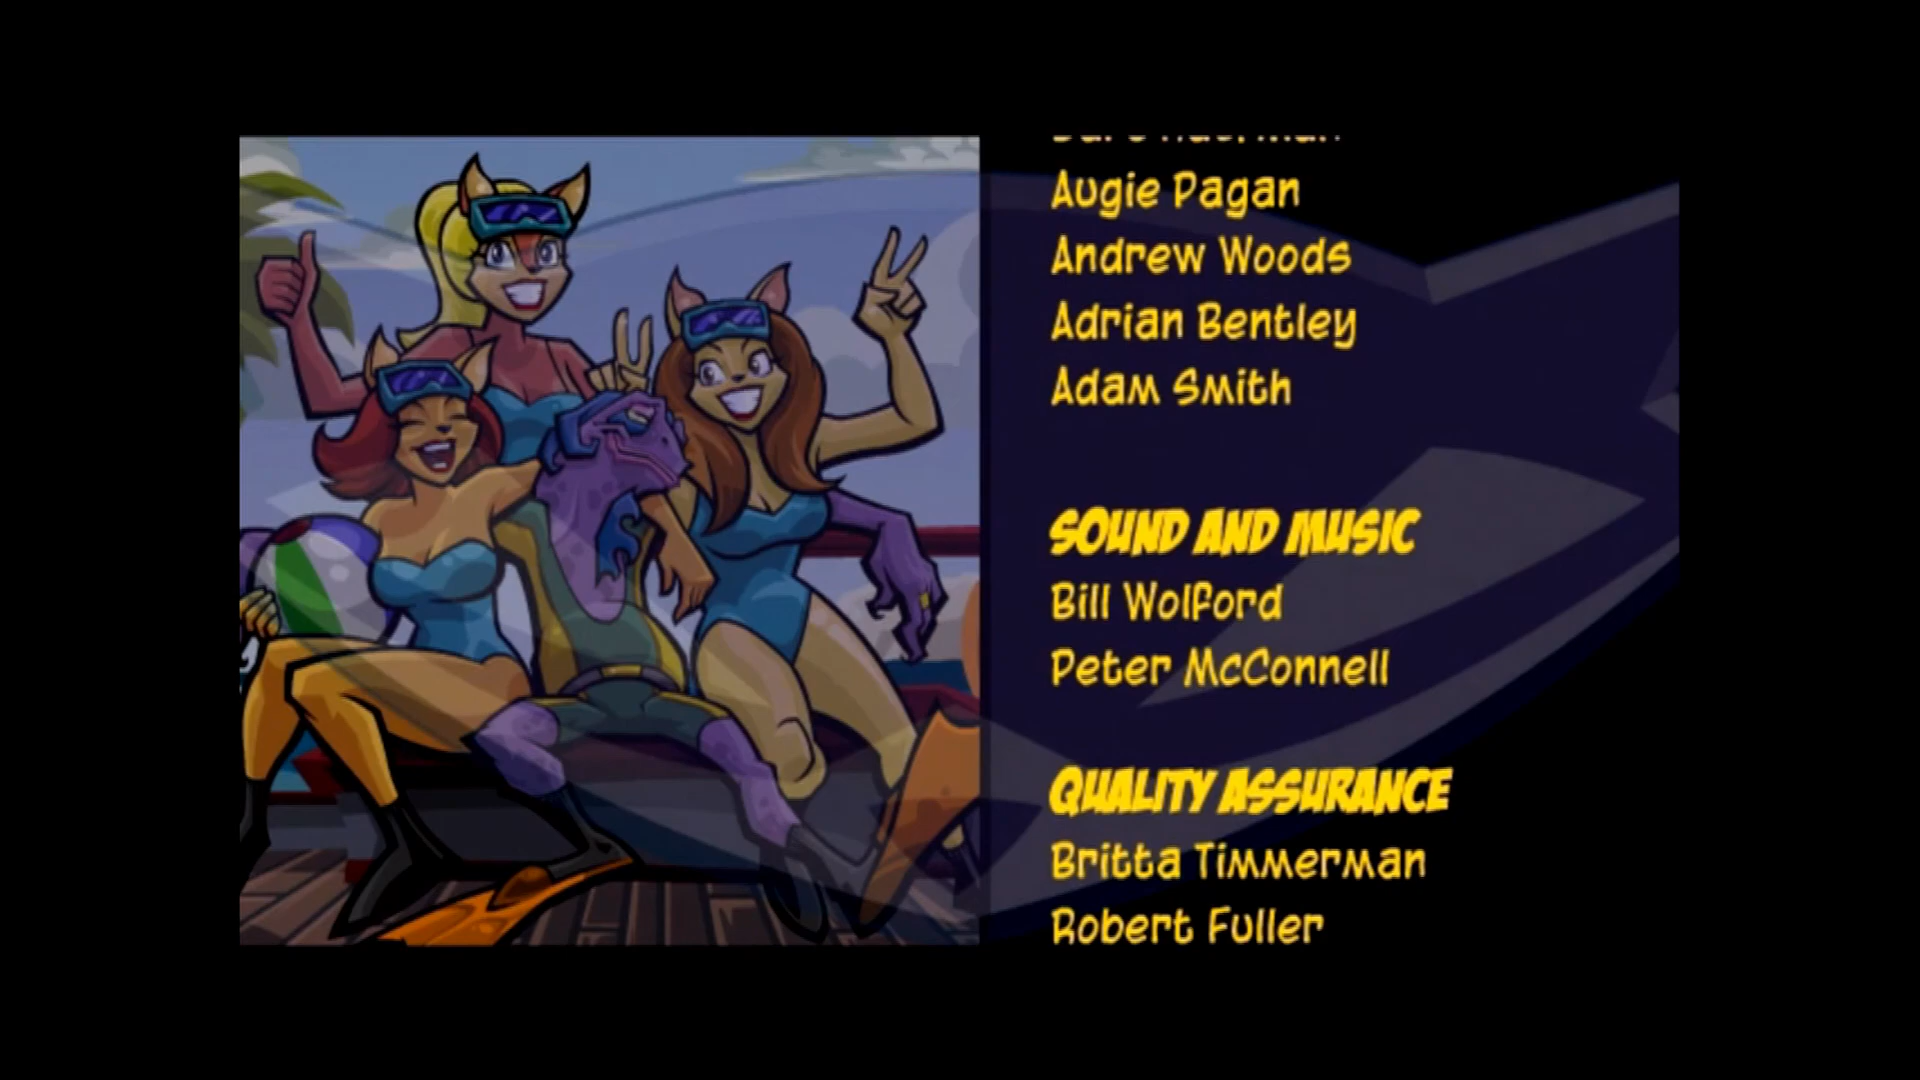 Augie Pagan
Andrew Woods
Adrian Bentley
Adam Smith
SOUND AND MUSIC
Bill Wolford
Peter McConnell
QUALITY ASSURANCE
Britta Timmerman
Robert Fuller